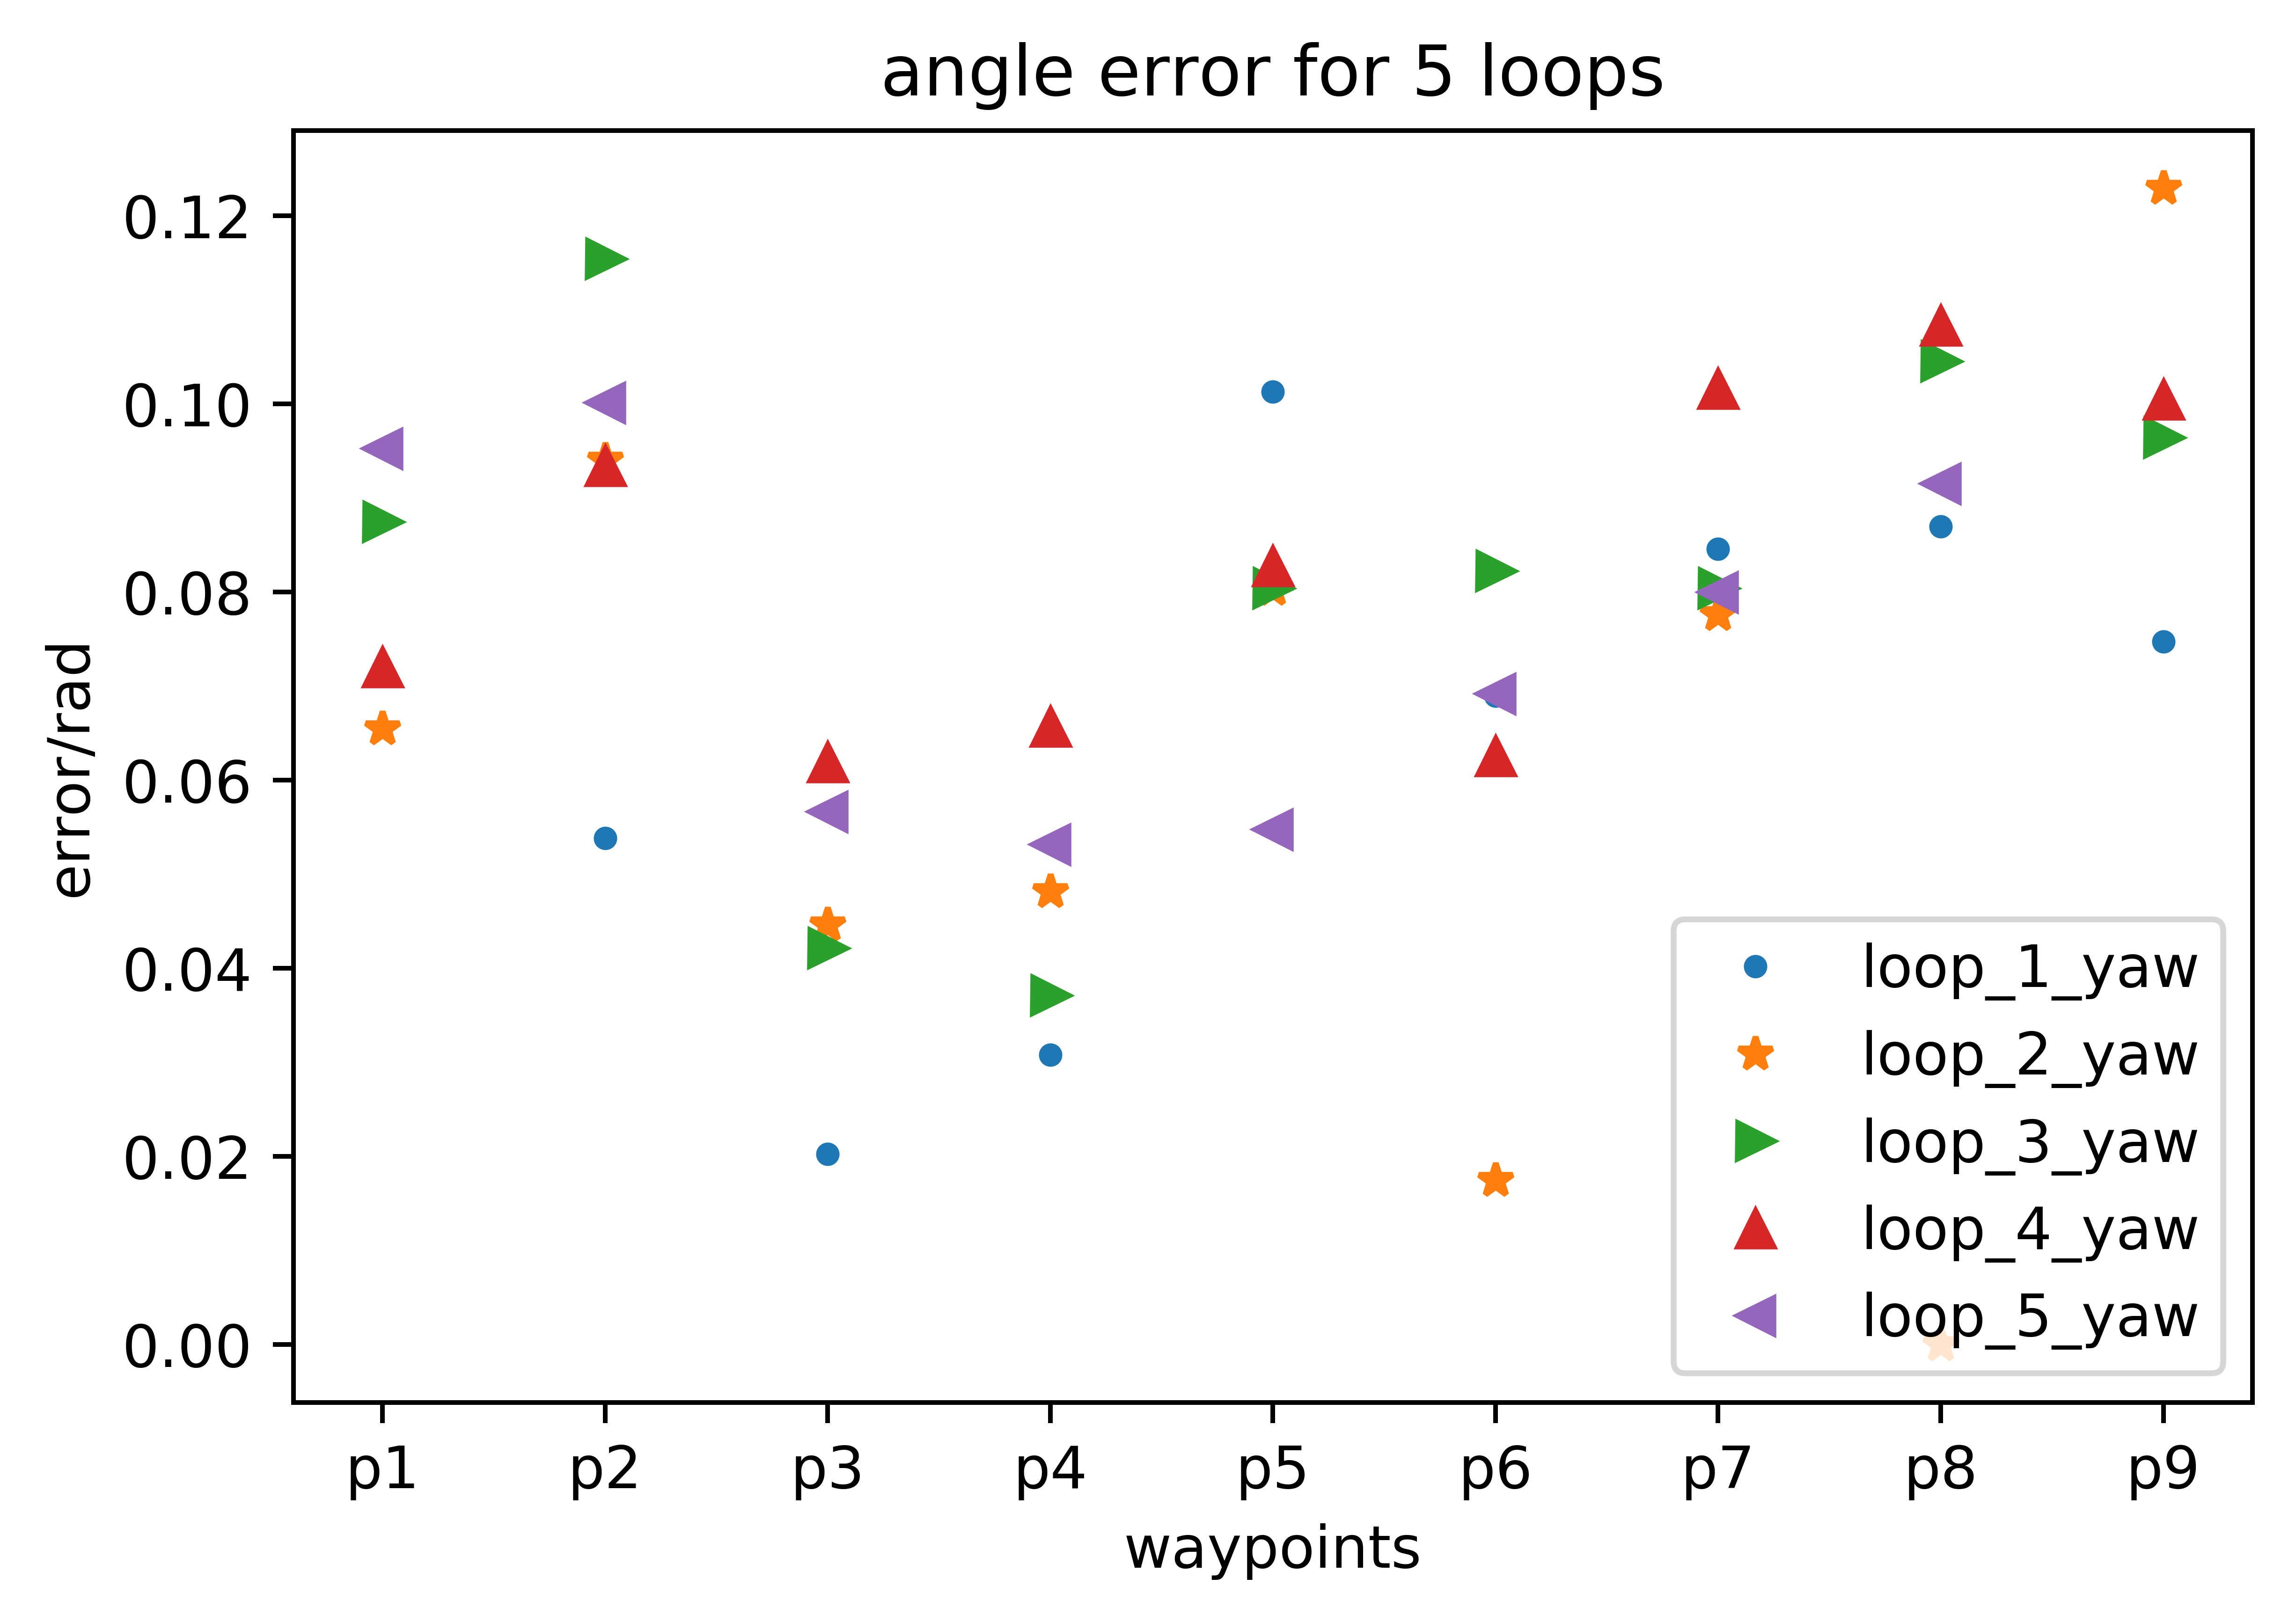 angle error for 5 loops
error/rad
0.12
0.10
0.08
0.06
0.04
0.02
0.00
loop_1_yaw
loop_2_yaw
loop_3_yaw
loop_4_yaw
loop_5_yaw
p1 p2 p3 p4 p5 p6 p7 p8 p9
waypoints